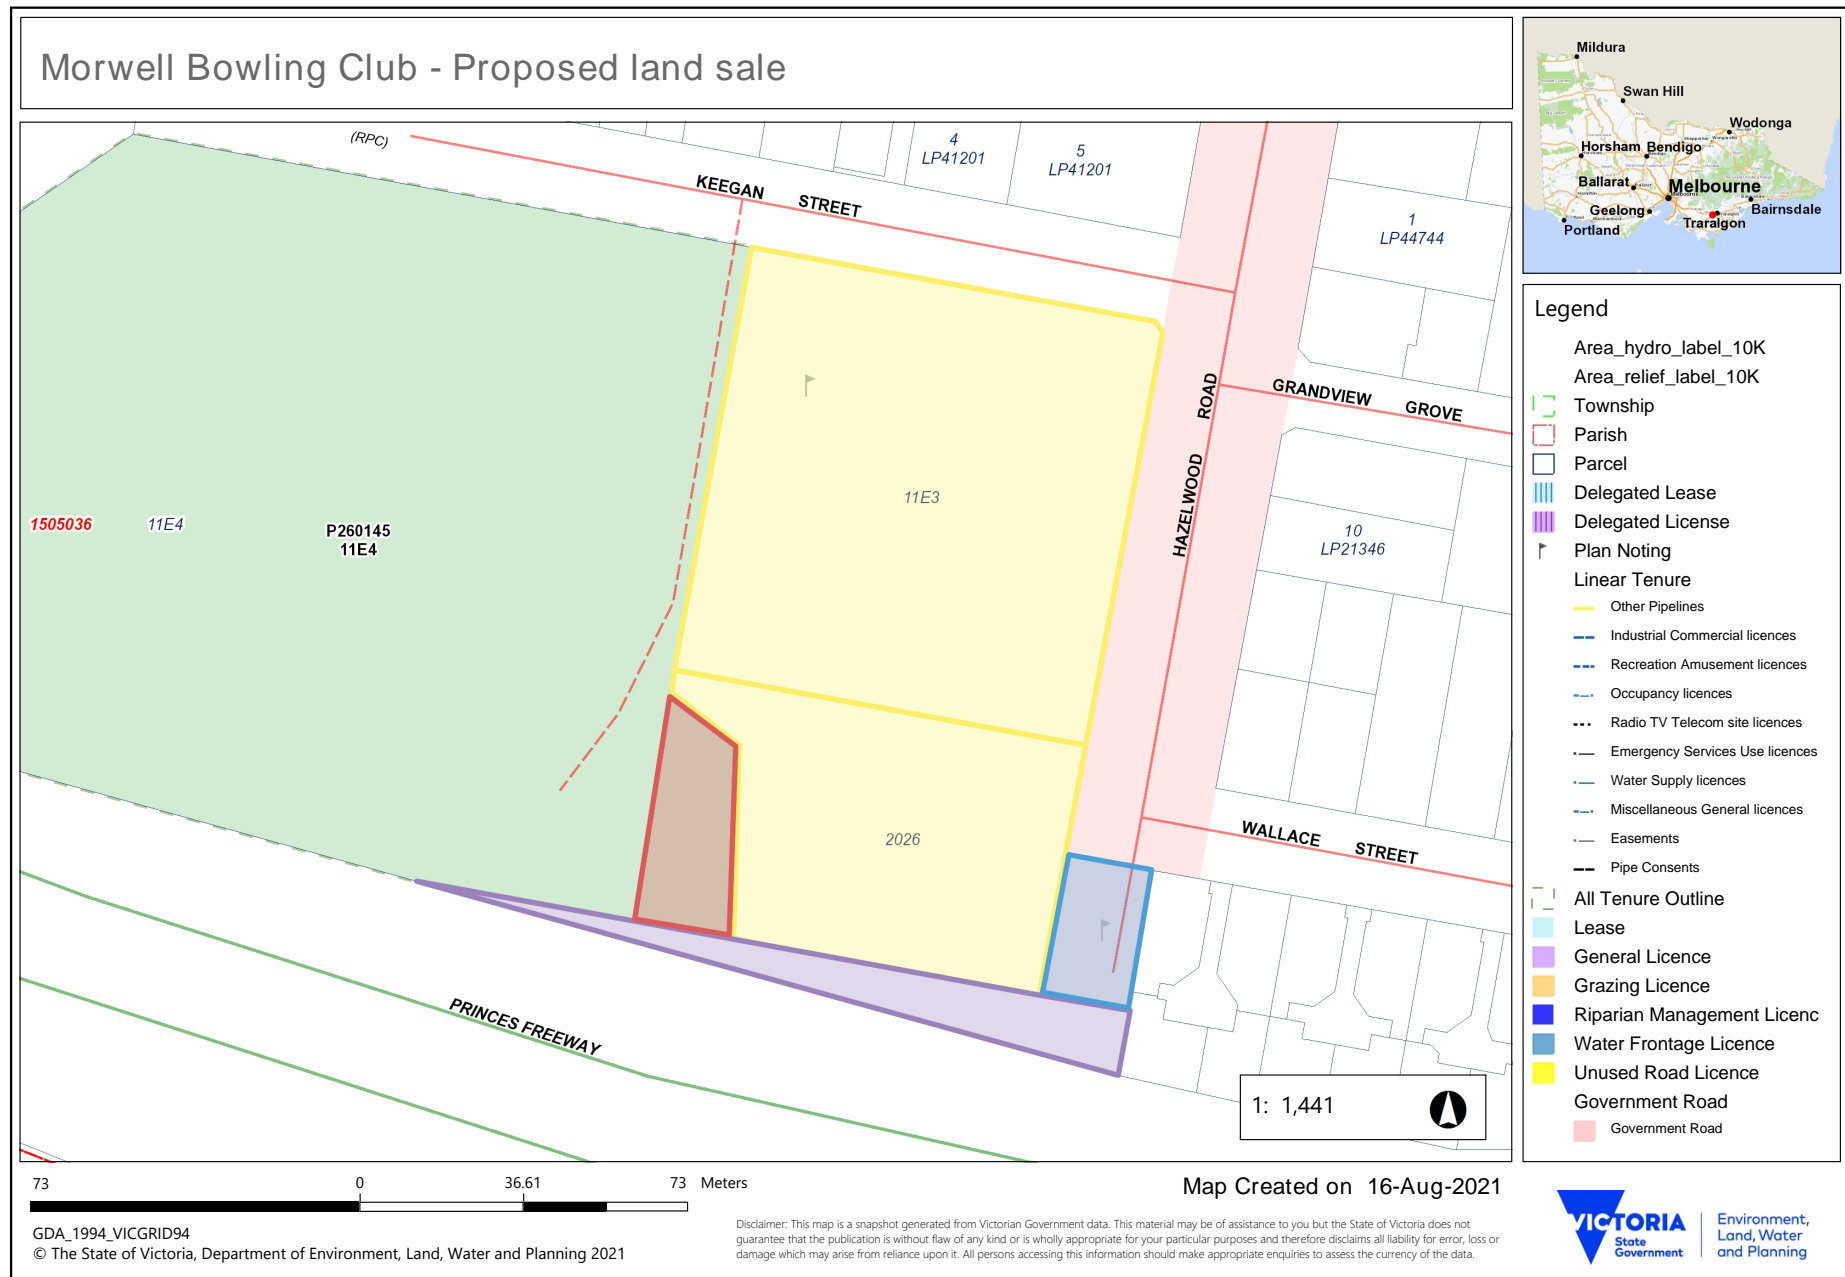 Morwell Bowling Club - Proposed land sale
(RPC)
KEEGAN STREET
4
LP41201
5
LP41201
1
LP44744
GRANDVIEW GROVE
HAZELWOOD ROAD
11E3
10
LP21346
1505036
11E4
P260145
11E4
2026
WALLACE STREET
PRINCES FREEWAY
1: 1,441
Mildura
Swan Hill
Wodonga
Horsham
Bendigo
Ballarat
Melbourne
Geelong
Bairnsdale
Traralgon
Portland
Legend
Area_hydro_label_10K
Area_relief_label_10K
Township
Parish
Parcel
Delegated Lease
Delegated License
Plan Noting
Linear Tenure
Other Pipelines
Industrial Commercial licences
Recreation Amusement licences
Occupancy licences
Radio TV Telecom site licences
Emergency Services Use licences
Water Supply licences
Miscellaneous General licences
Easements
Pipe Consents
All Tenure Outline
Lease
General Licence
Grazing Licence
Riparian Management Licenc
Water Frontage Licence
Unused Road Licence
Government Road
Government Road
73 0 36.61 73 Meters
GDA_1994_VICGRID94
© The State of Victoria, Department of Environment, Land, Water and Planning 2021
Map Created on 16-Aug-2021
Disclaimer: This map is a snapshot generated from Victorian Government data. This material may be of assistance to you but the State of Victoria does not
guarantee that the publication is without flaw of any kind or is wholly appropriate for your particular purposes and therefore disclaims all liability for error, loss or
damage which may arise from reliance upon it. All persons accessing this information should make appropriate enquiries to assess the currency of the data.
VICTORIA
State
Government
Environment,
Land, Water
and Planning